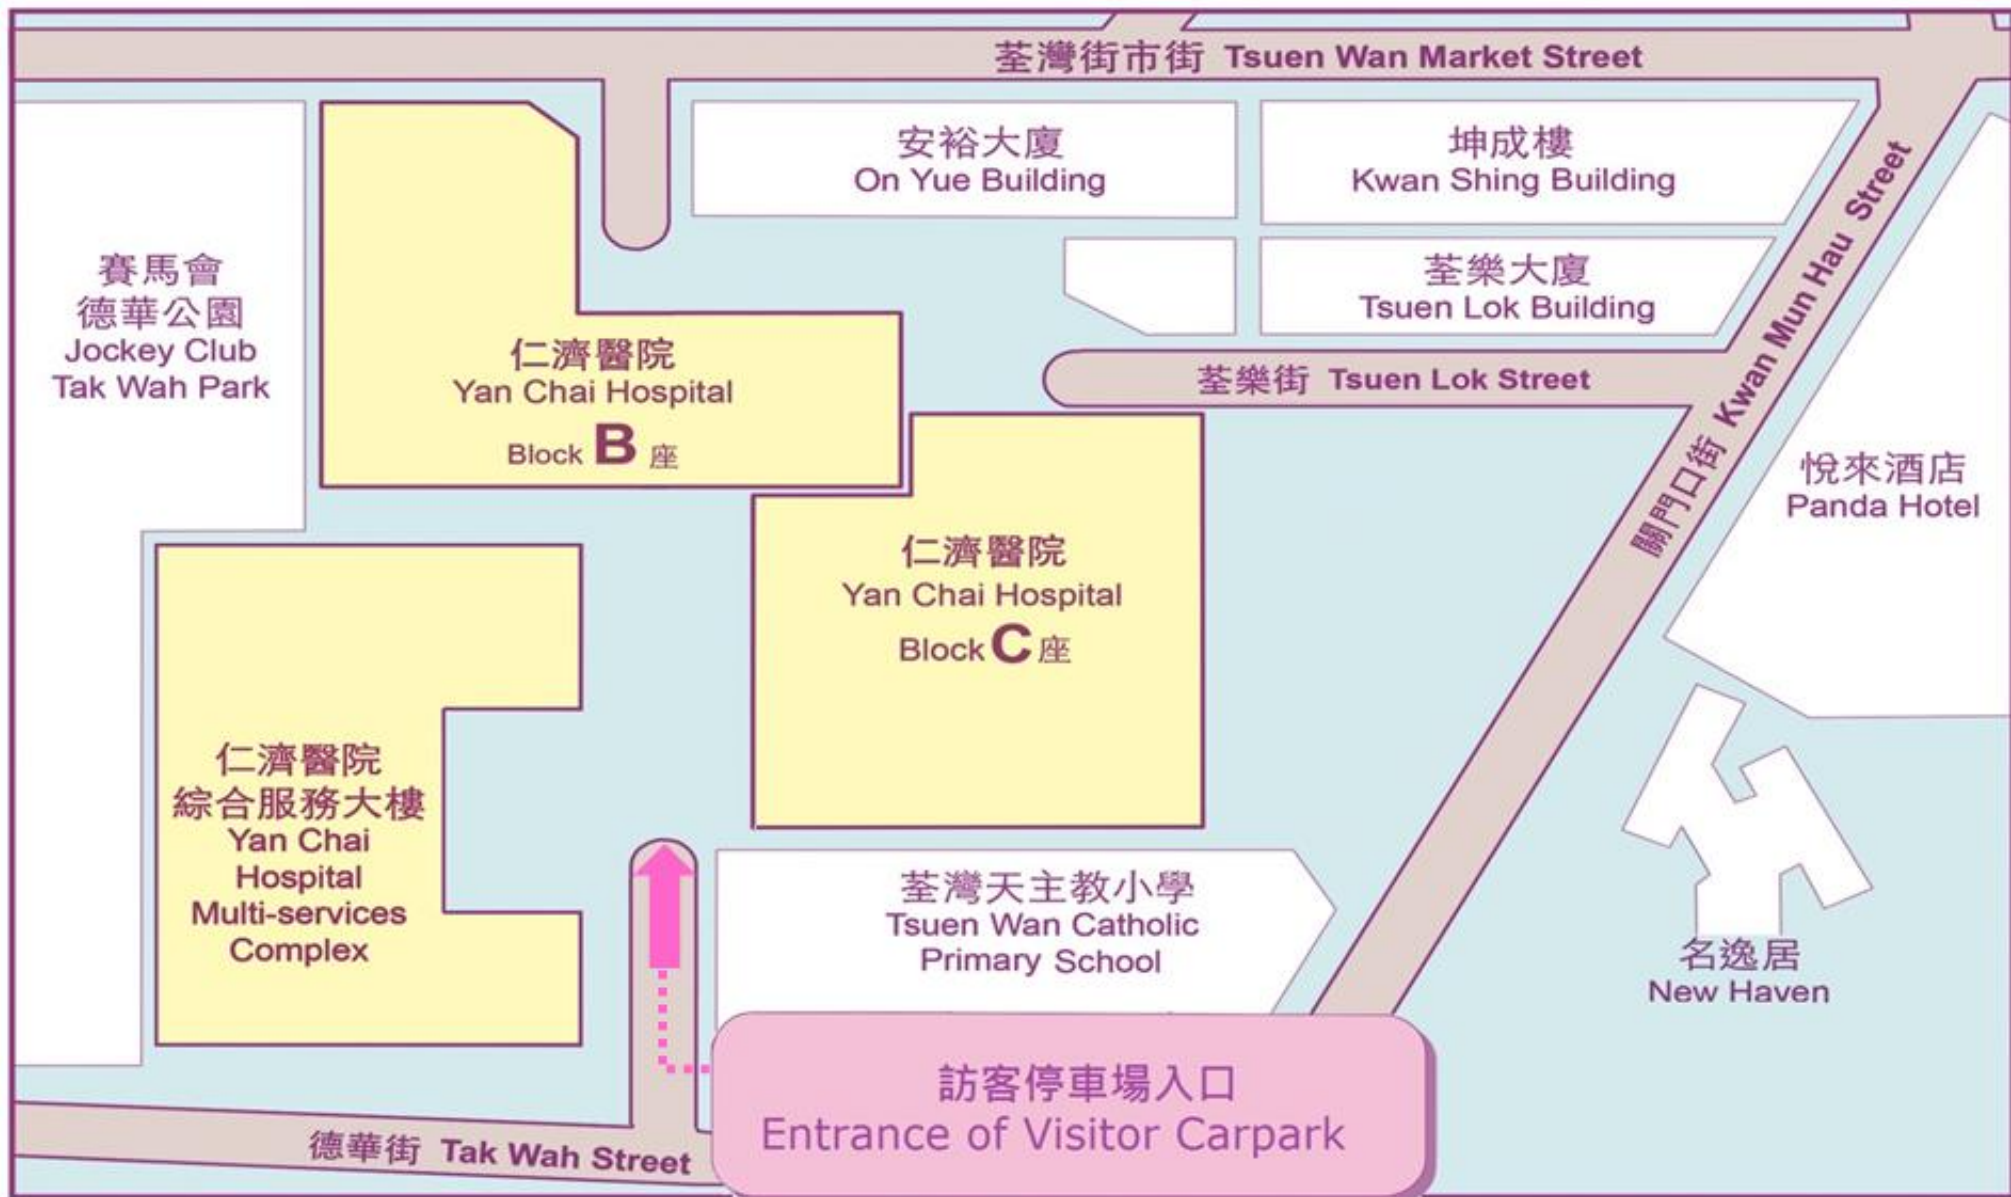 荃灣街市街 Tsuen Wan Market Street
安裕大廈
On Yue Building
坤成樓
Kwan Shing Building
賽馬會
德華公園
Jockey Club
Tak Wah Park
荃樂大廈
Tsuen Lok Building
仁濟醫院
Yan Chai Hospital
Block B 座
荃樂街 Tsuen Lok Street
關門口街 Kwan Mun Hau Street
悅來酒店
Panda Hotel
仁濟醫院
Yan Chai Hospital
Block C 座
仁濟醫院
綜合服務大樓
Yan Chai
Hospital
Multi-services
Complex
荃灣天主教小學
Tsuen Wan Catholic
Primary School
名逸居
New Haven
訪客停車場入口
Entrance of Visitor Carpark
德華街 Tak Wah Street